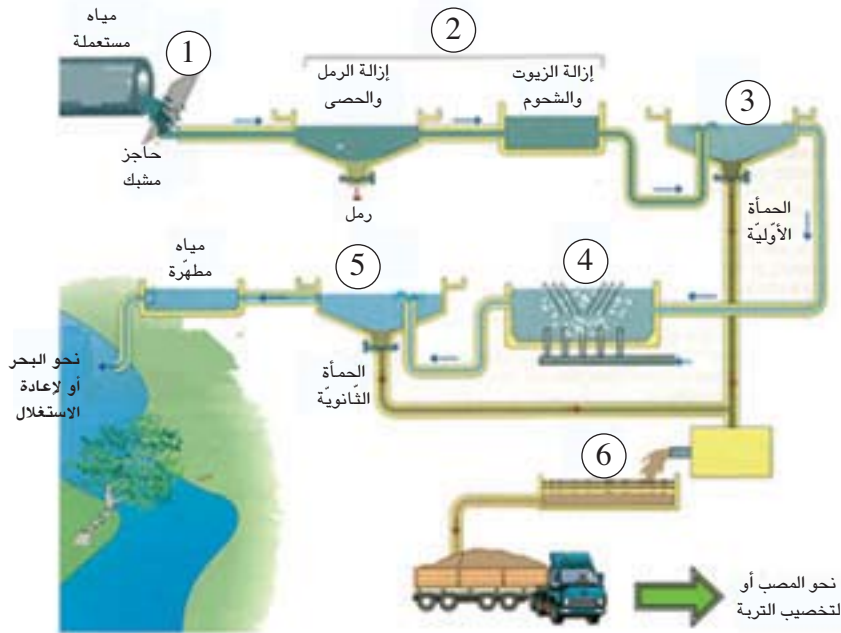 مياه
مستعملة
1
2
إزالة الرمل
والحصى
إزالة الزيوت
والشحوم
3
حاجز
مشبك
رمل
الحمأة
الأوّليّة
مياه
مطهّرة
5
4
نحو البحر
أو لإعادة
الاستغلال
الحمأة
الثّانويّة
6
نحو المصب أو
لتخصيب التربة